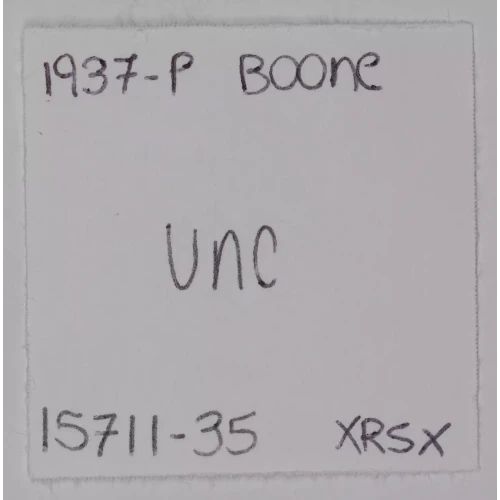 1937-P BOOne
UNC
15711-35 XRSX